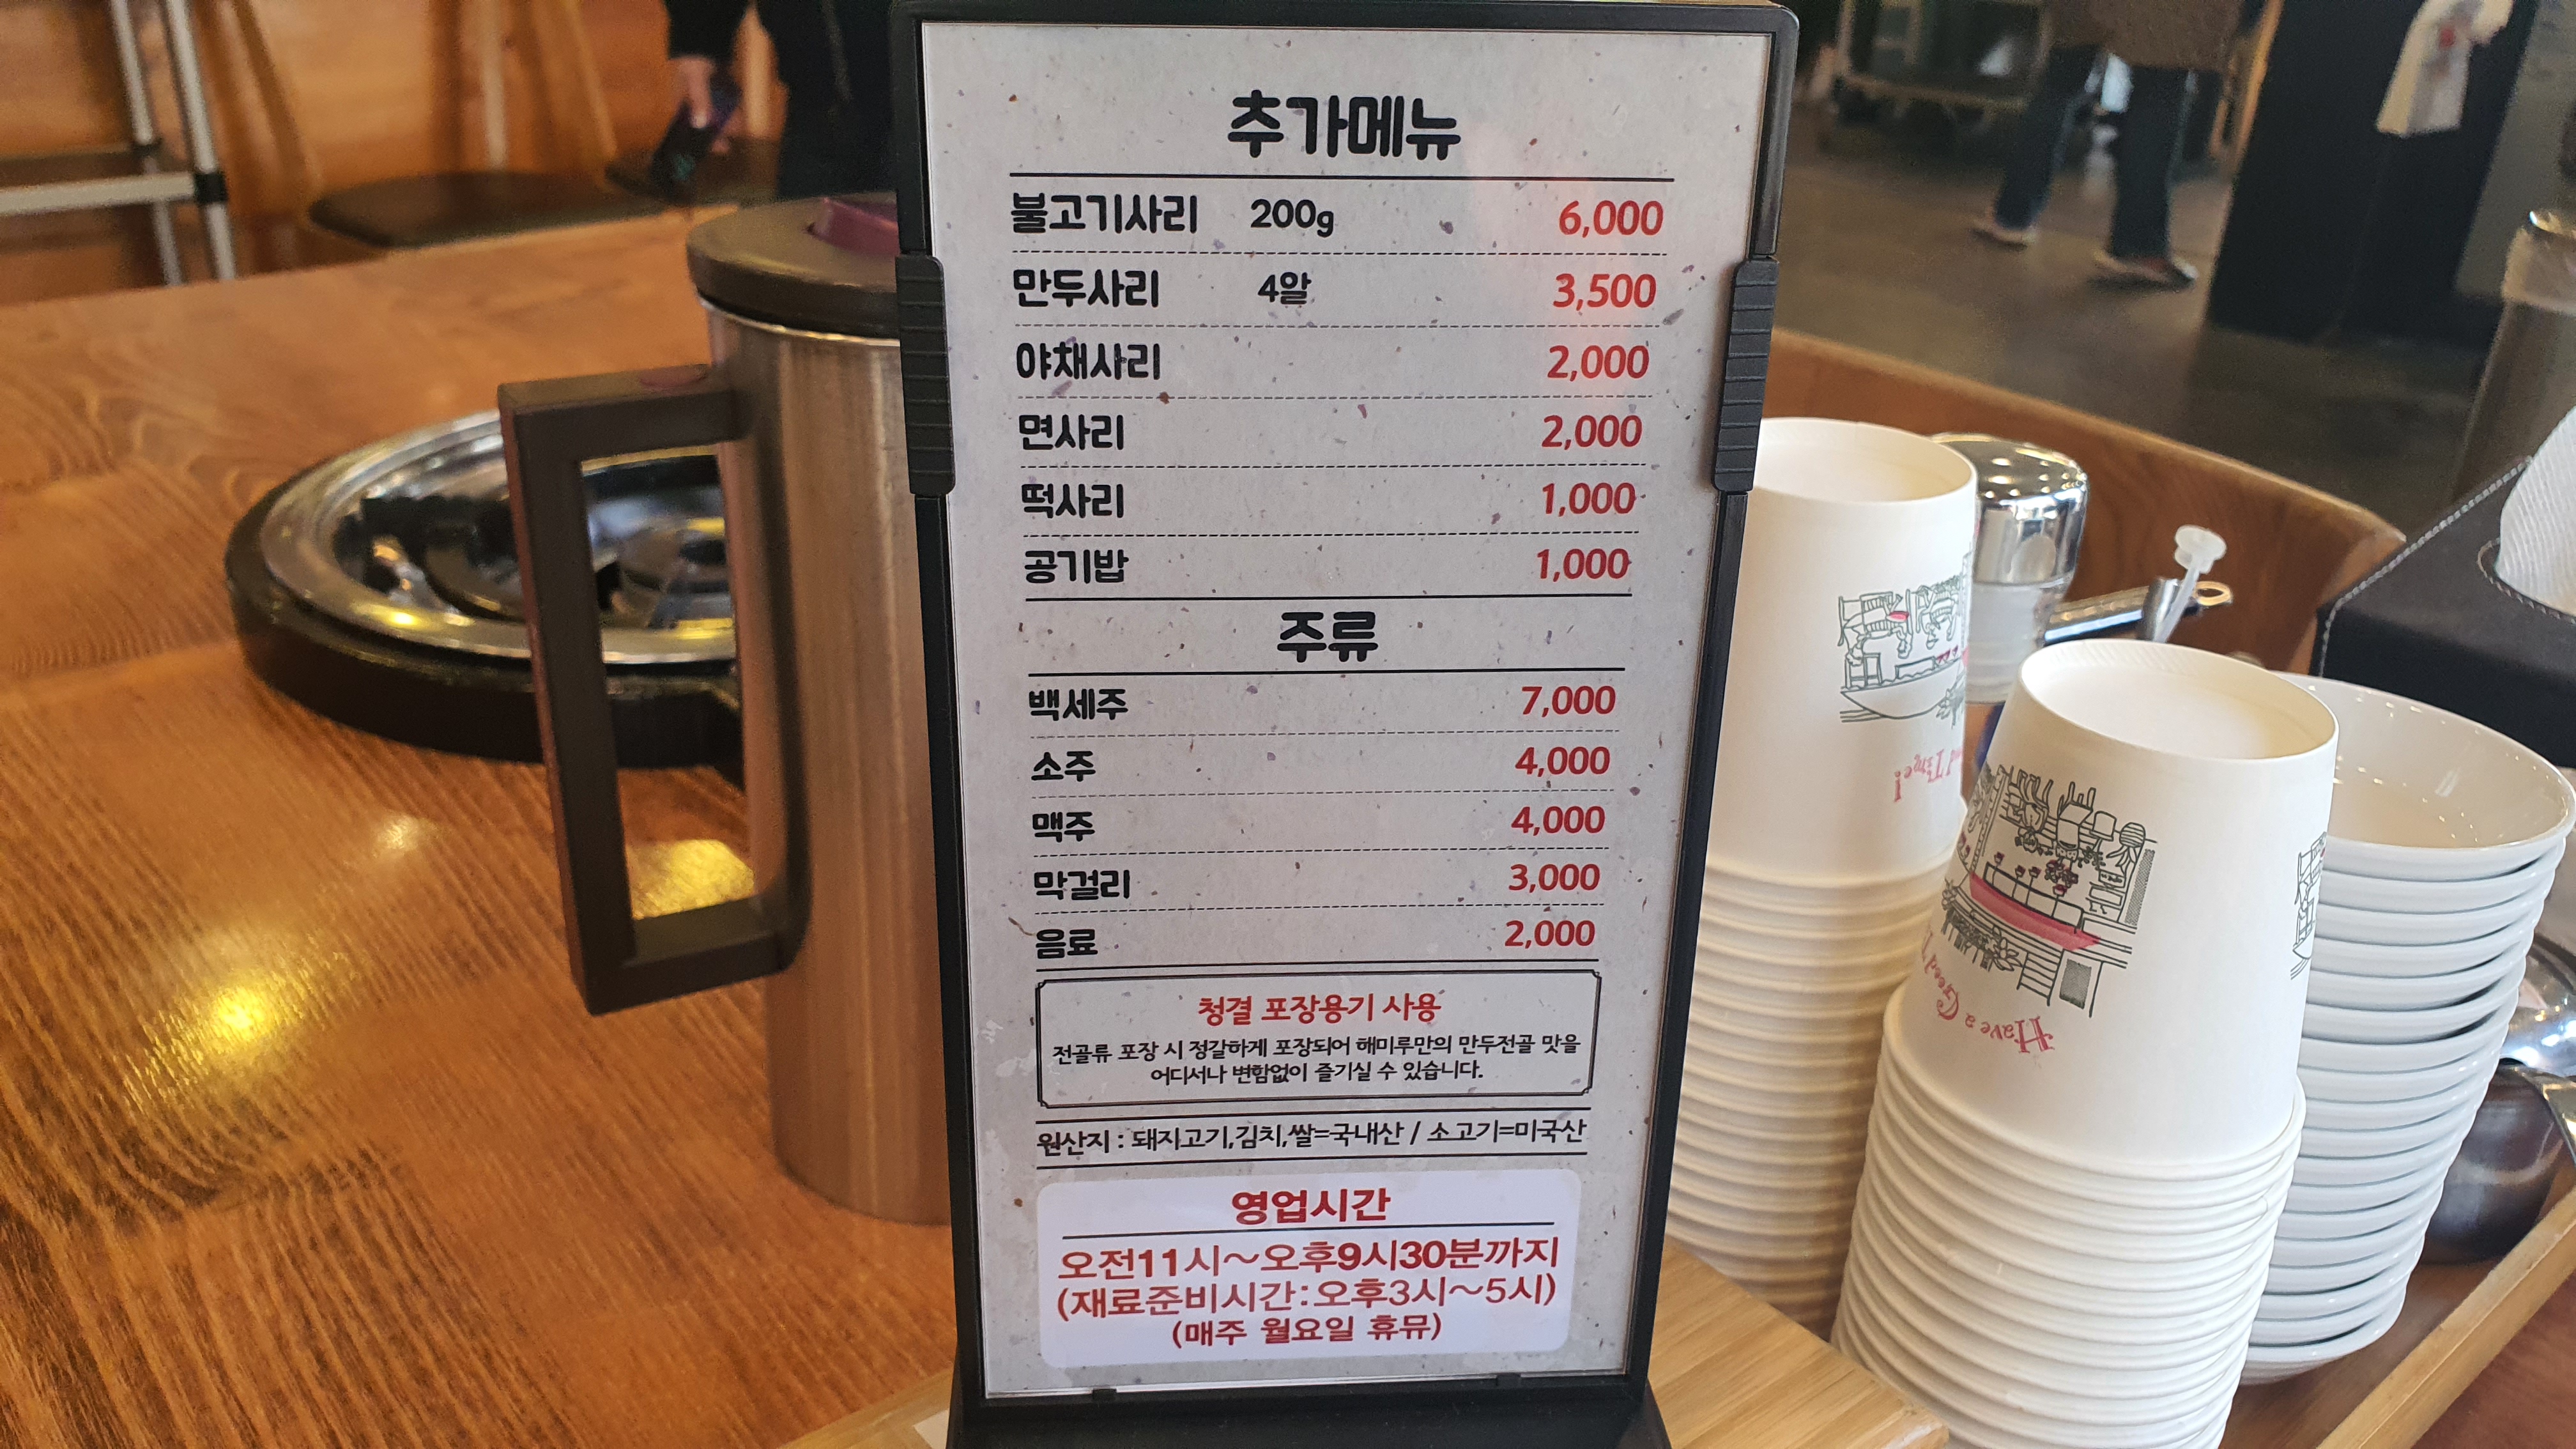 추가메뉴
불고기사리 200g 6,000
만두사리 4알 3,500
야채사리 2,000
면사리 2,000
떡사리 1,000
공기밥 1,000
주류
백세주 7,000
소주 4,000
맥주 4,000
막걸리 3,000
음료 2,000
청결 포장용기 사용
전골류 포장 시 정갈하게 포장되어 해미루만의 만두전골 맛을
어디서나 변함없이 즐기실 수 있습니다.
원산지 : 돼지고기,김치,쌀=국내산 / 소고기=미국산
영업시간
오전11시~오후9시30분까지
(재료준비시간:오후3시~5시)
(매주 월요일 휴뮤)
Time!
Have a Good